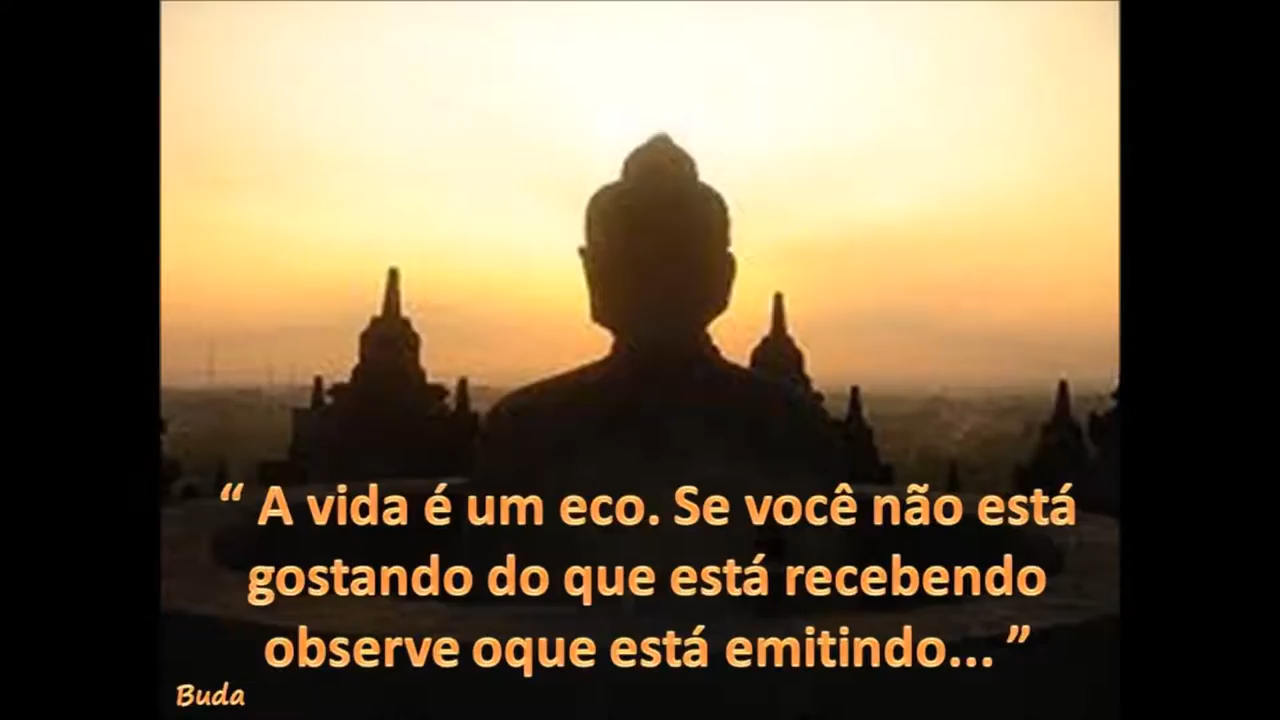 “ A vida é um eco. Se você não está
gostando do que está recebendo
observe oque está emitindo... ”
Buda